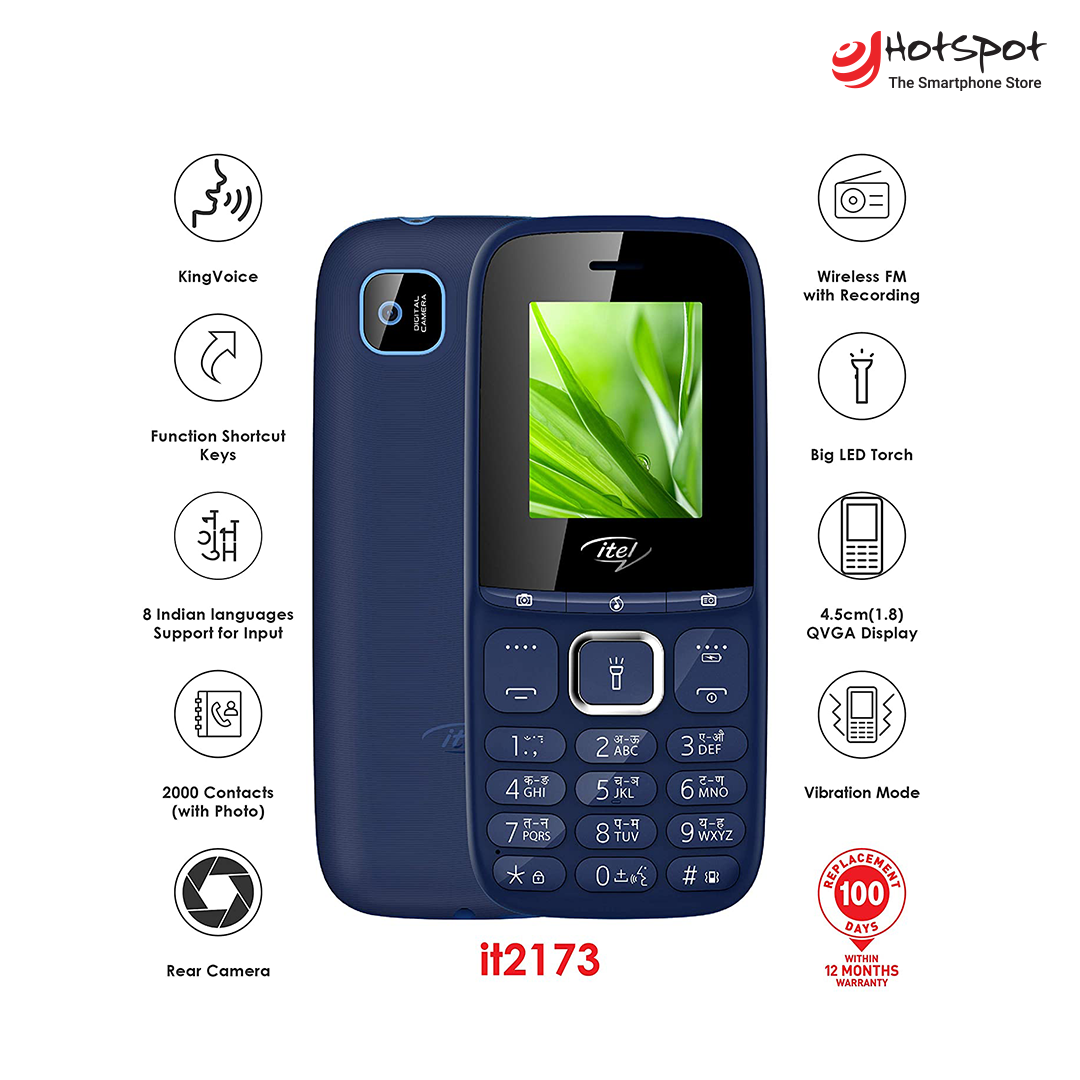 HOTSPOT
The Smartphone Store
KingVoice
Function Shortcut
Keys
8 Indian languages
Support for Input
2000 Contacts
(with Photo)
Rear Camera
DIGITAL
CAMERA
itel
itel
1 . ,
2 अ-ऊ ABC
3 ए-औ DEF
4 क-ङ GHI
5 च-ञ JKL
6 ट-ण MNO
7 त-न PQRS
8 प-म TUV
9 य-ह WXYZ
* 
0 +
#
it2173
Wireless FM
with Recording
Big LED Torch
4.5cm(1.8)
QVGA Display
Vibration Mode
REPLACEMENT
100
DAYS
WITHIN
12 MONTHS
WARRANTY